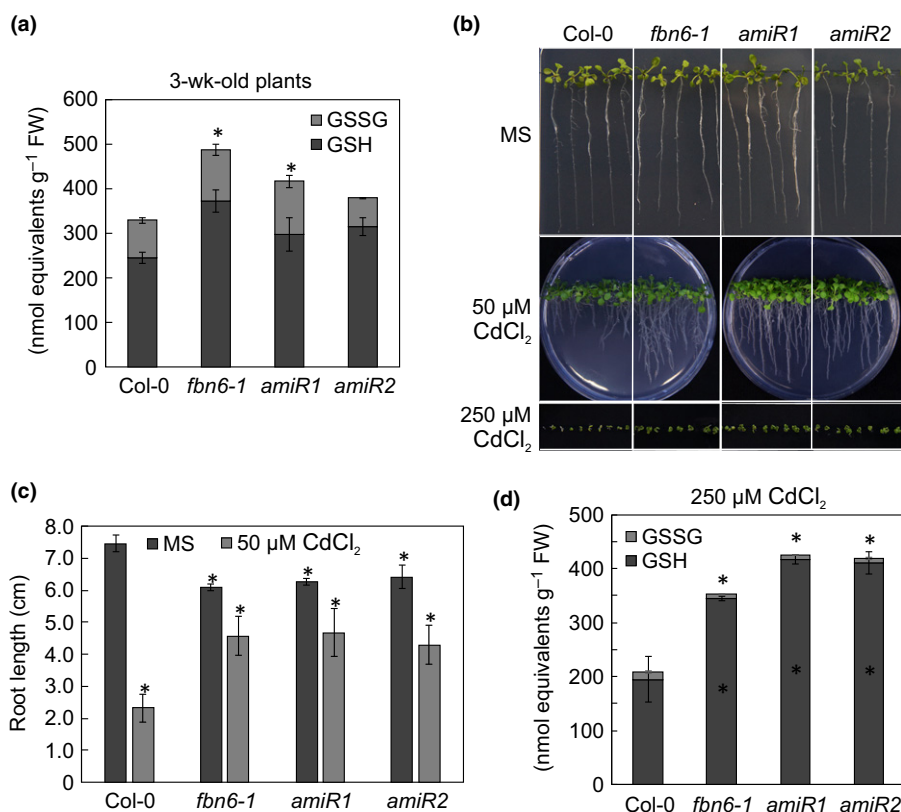 (a)
3-wk-old plants
(nmol equivalents g⁻¹ FW)
600
500
400
300
200
100
0
GSSG
GSH
*
*
Col-0 fbn6-1 amiR1 amiR2
(b)
Col-0 fbn6-1 amiR1 amiR2
MS
50 µM
CdCl₂
250 µM
CdCl₂
(c)
Root length (cm)
8.0
7.0
6.0
5.0
4.0
3.0
2.0
1.0
0
MS 50 µM CdCl₂
*
* *
* *
* *
Col-0 fbn6-1 amiR1 amiR2
(d)
250 µM CdCl₂
(nmol equivalents g⁻¹ FW)
500
400
300
200
100
0
GSSG
GSH
* * *
* * *
Col-0 fbn6-1 amiR1 amiR2